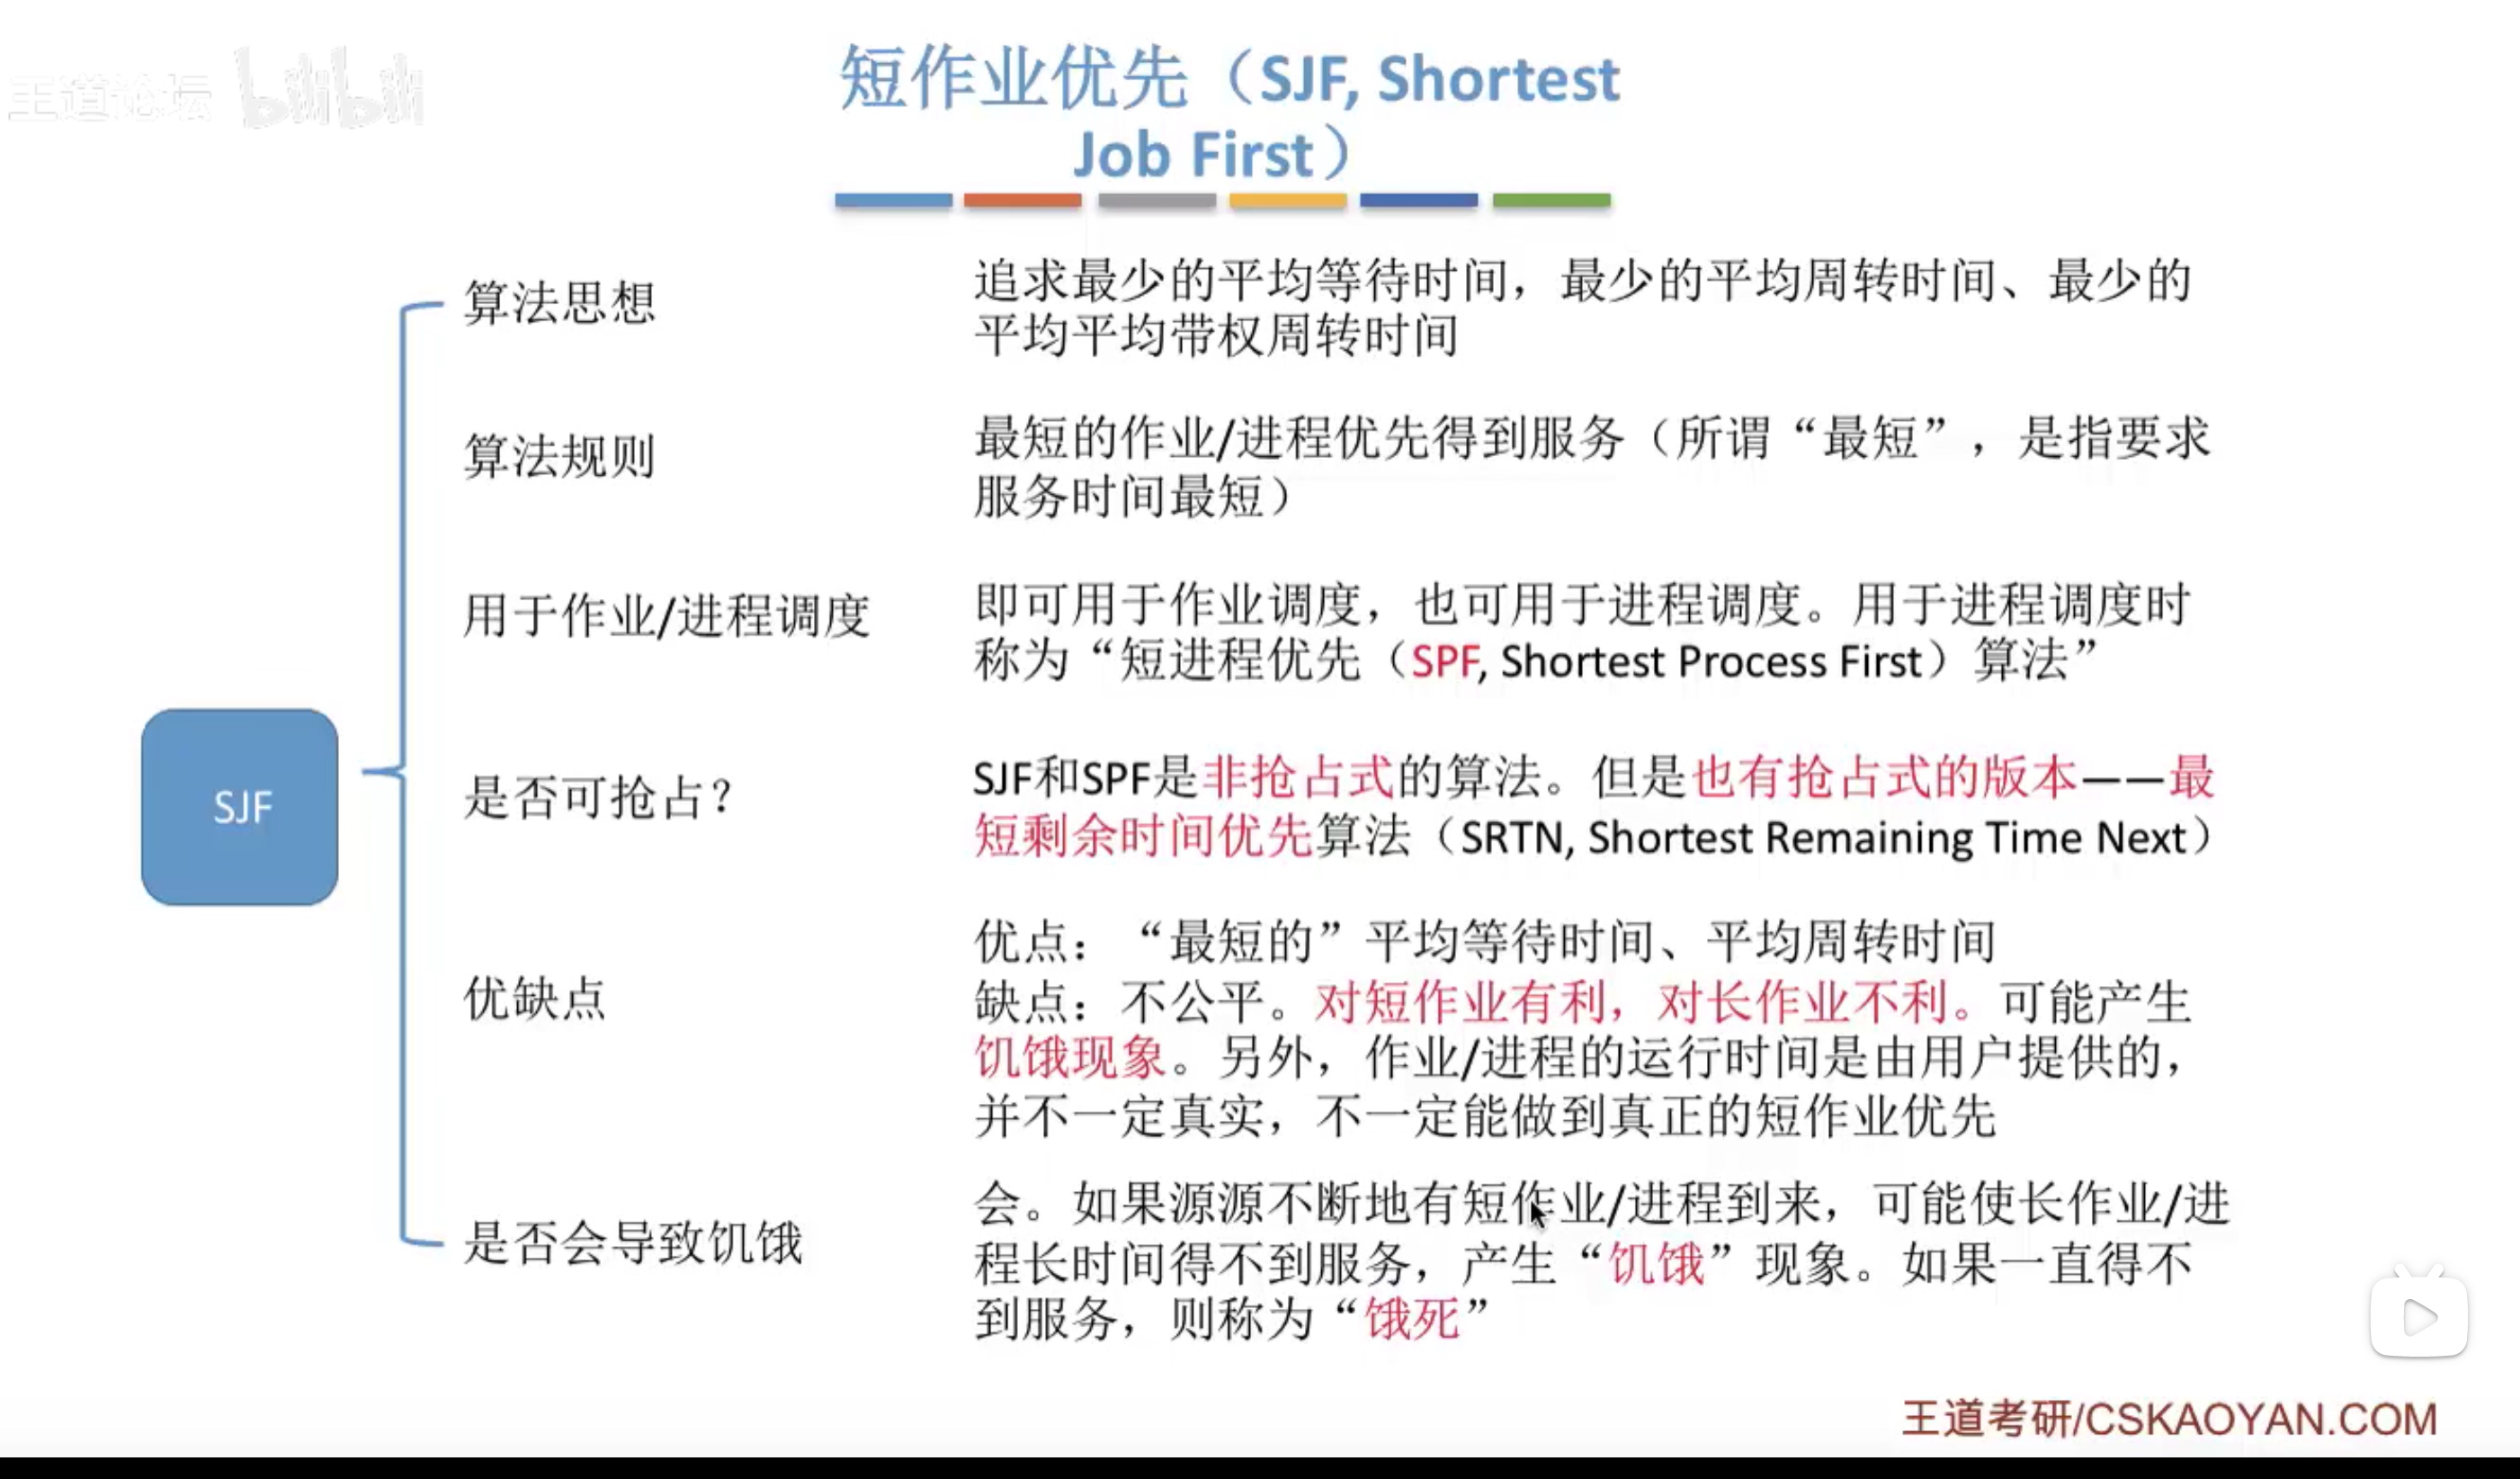 王道论坛 bilibili
短作业优先（SJF, Shortest
Job First）
算法思想
追求最少的平均等待时间，最少的平均周转时间、最少的
平均平均带权周转时间
算法规则
最短的作业/进程优先得到服务（所谓“最短”，是指要求
服务时间最短）
用于作业/进程调度
即可用于作业调度，也可用于进程调度。用于进程调度时
称为“短进程优先（SPF, Shortest Process First）算法”
SJF
是否可抢占？
SJF和SPF是非抢占式的算法。但是也有抢占式的版本——最
短剩余时间优先算法（SRTN, Shortest Remaining Time Next）
优缺点
优点：“最短的”平均等待时间、平均周转时间
缺点：不公平。对短作业有利，对长作业不利。可能产生
饥饿现象。另外，作业/进程的运行时间是由用户提供的，
并不一定真实，不一定能做到真正的短作业优先
是否会导致饥饿
会。如果源源不断地有短作业/进程到来，可能使长作业/进
程长时间得不到服务，产生“饥饿”现象。如果一直得不
到服务，则称为“饿死”
王道考研/CSKAOYAN.COM